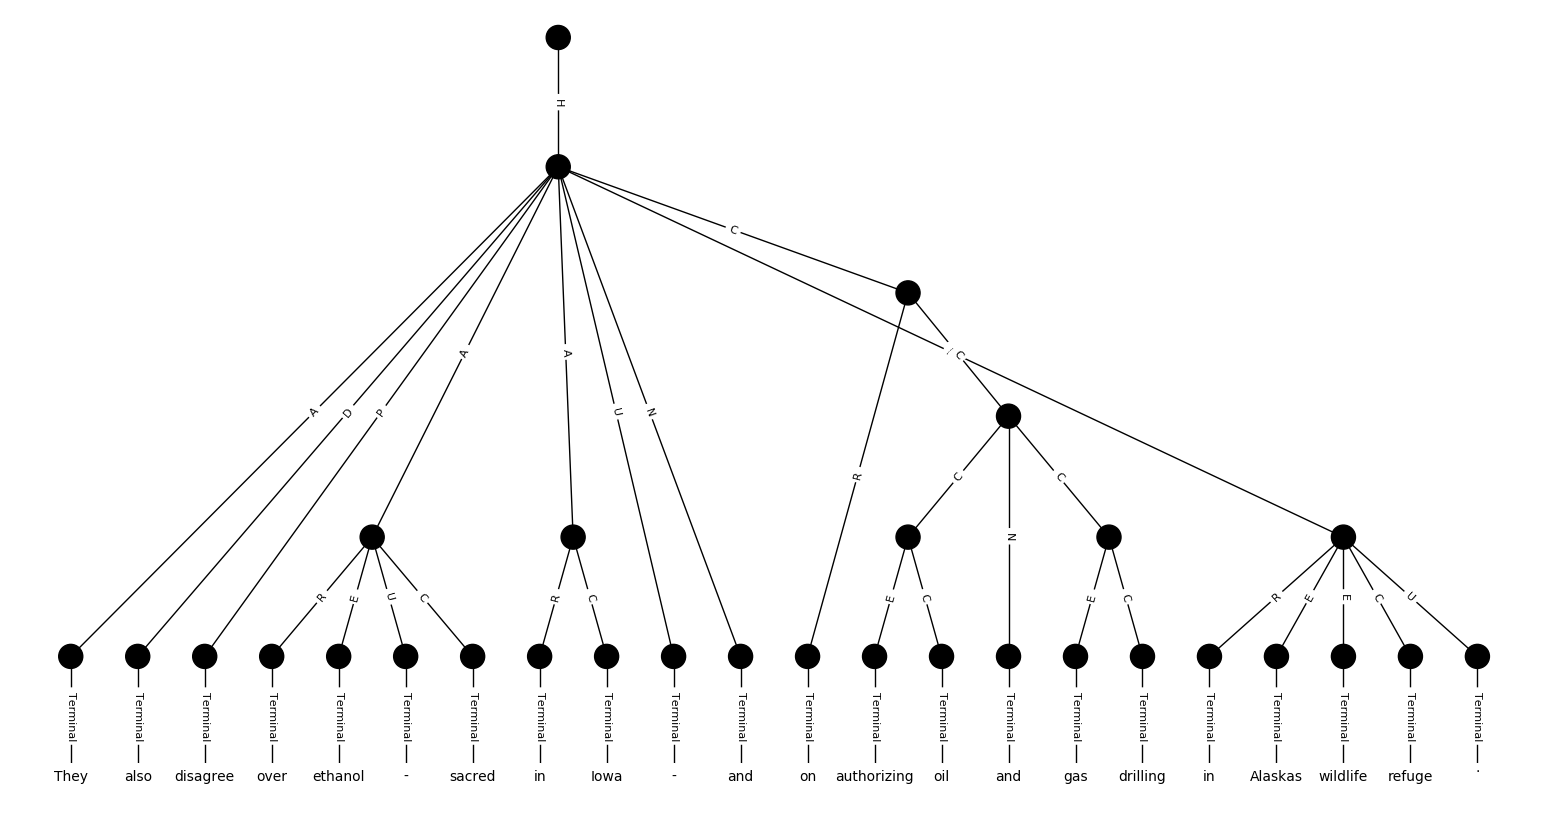 H
C
A
A
C
A
D
P
U
N
R
C
C
N
R
E
U
C
R
C
E
C
E
C
R
E
E
C
U
Terminal Terminal Terminal Terminal Terminal Terminal Terminal Terminal Terminal Terminal Terminal Terminal Terminal Terminal Terminal Terminal Terminal Terminal Terminal Terminal Terminal Terminal
They also disagree over ethanol - sacred in Iowa - and on authorizing oil and gas drilling in Alaskas wildlife refuge .